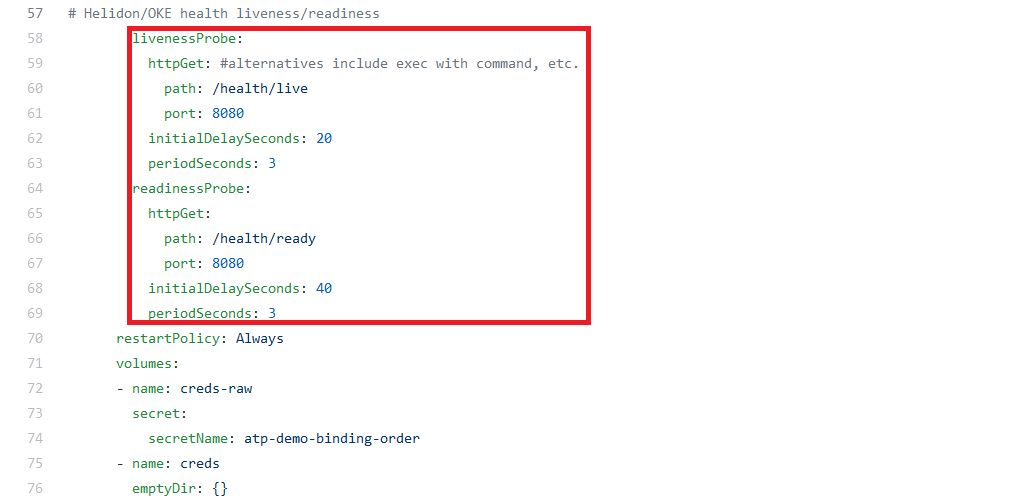 57 # Helidon/OKE health liveness/readiness
58 livenessProbe:
59 httpGet: #alternatives include exec with command, etc.
60 path: /health/live
61 port: 8080
62 initialDelaySeconds: 20
63 periodSeconds: 3
64 readinessProbe:
65 httpGet:
66 path: /health/ready
67 port: 8080
68 initialDelaySeconds: 40
69 periodSeconds: 3
70 restartPolicy: Always
71 volumes:
72 - name: creds-raw
73 secret:
74 secretName: atp-demo-binding-order
75 - name: creds
76 emptyDir: {}